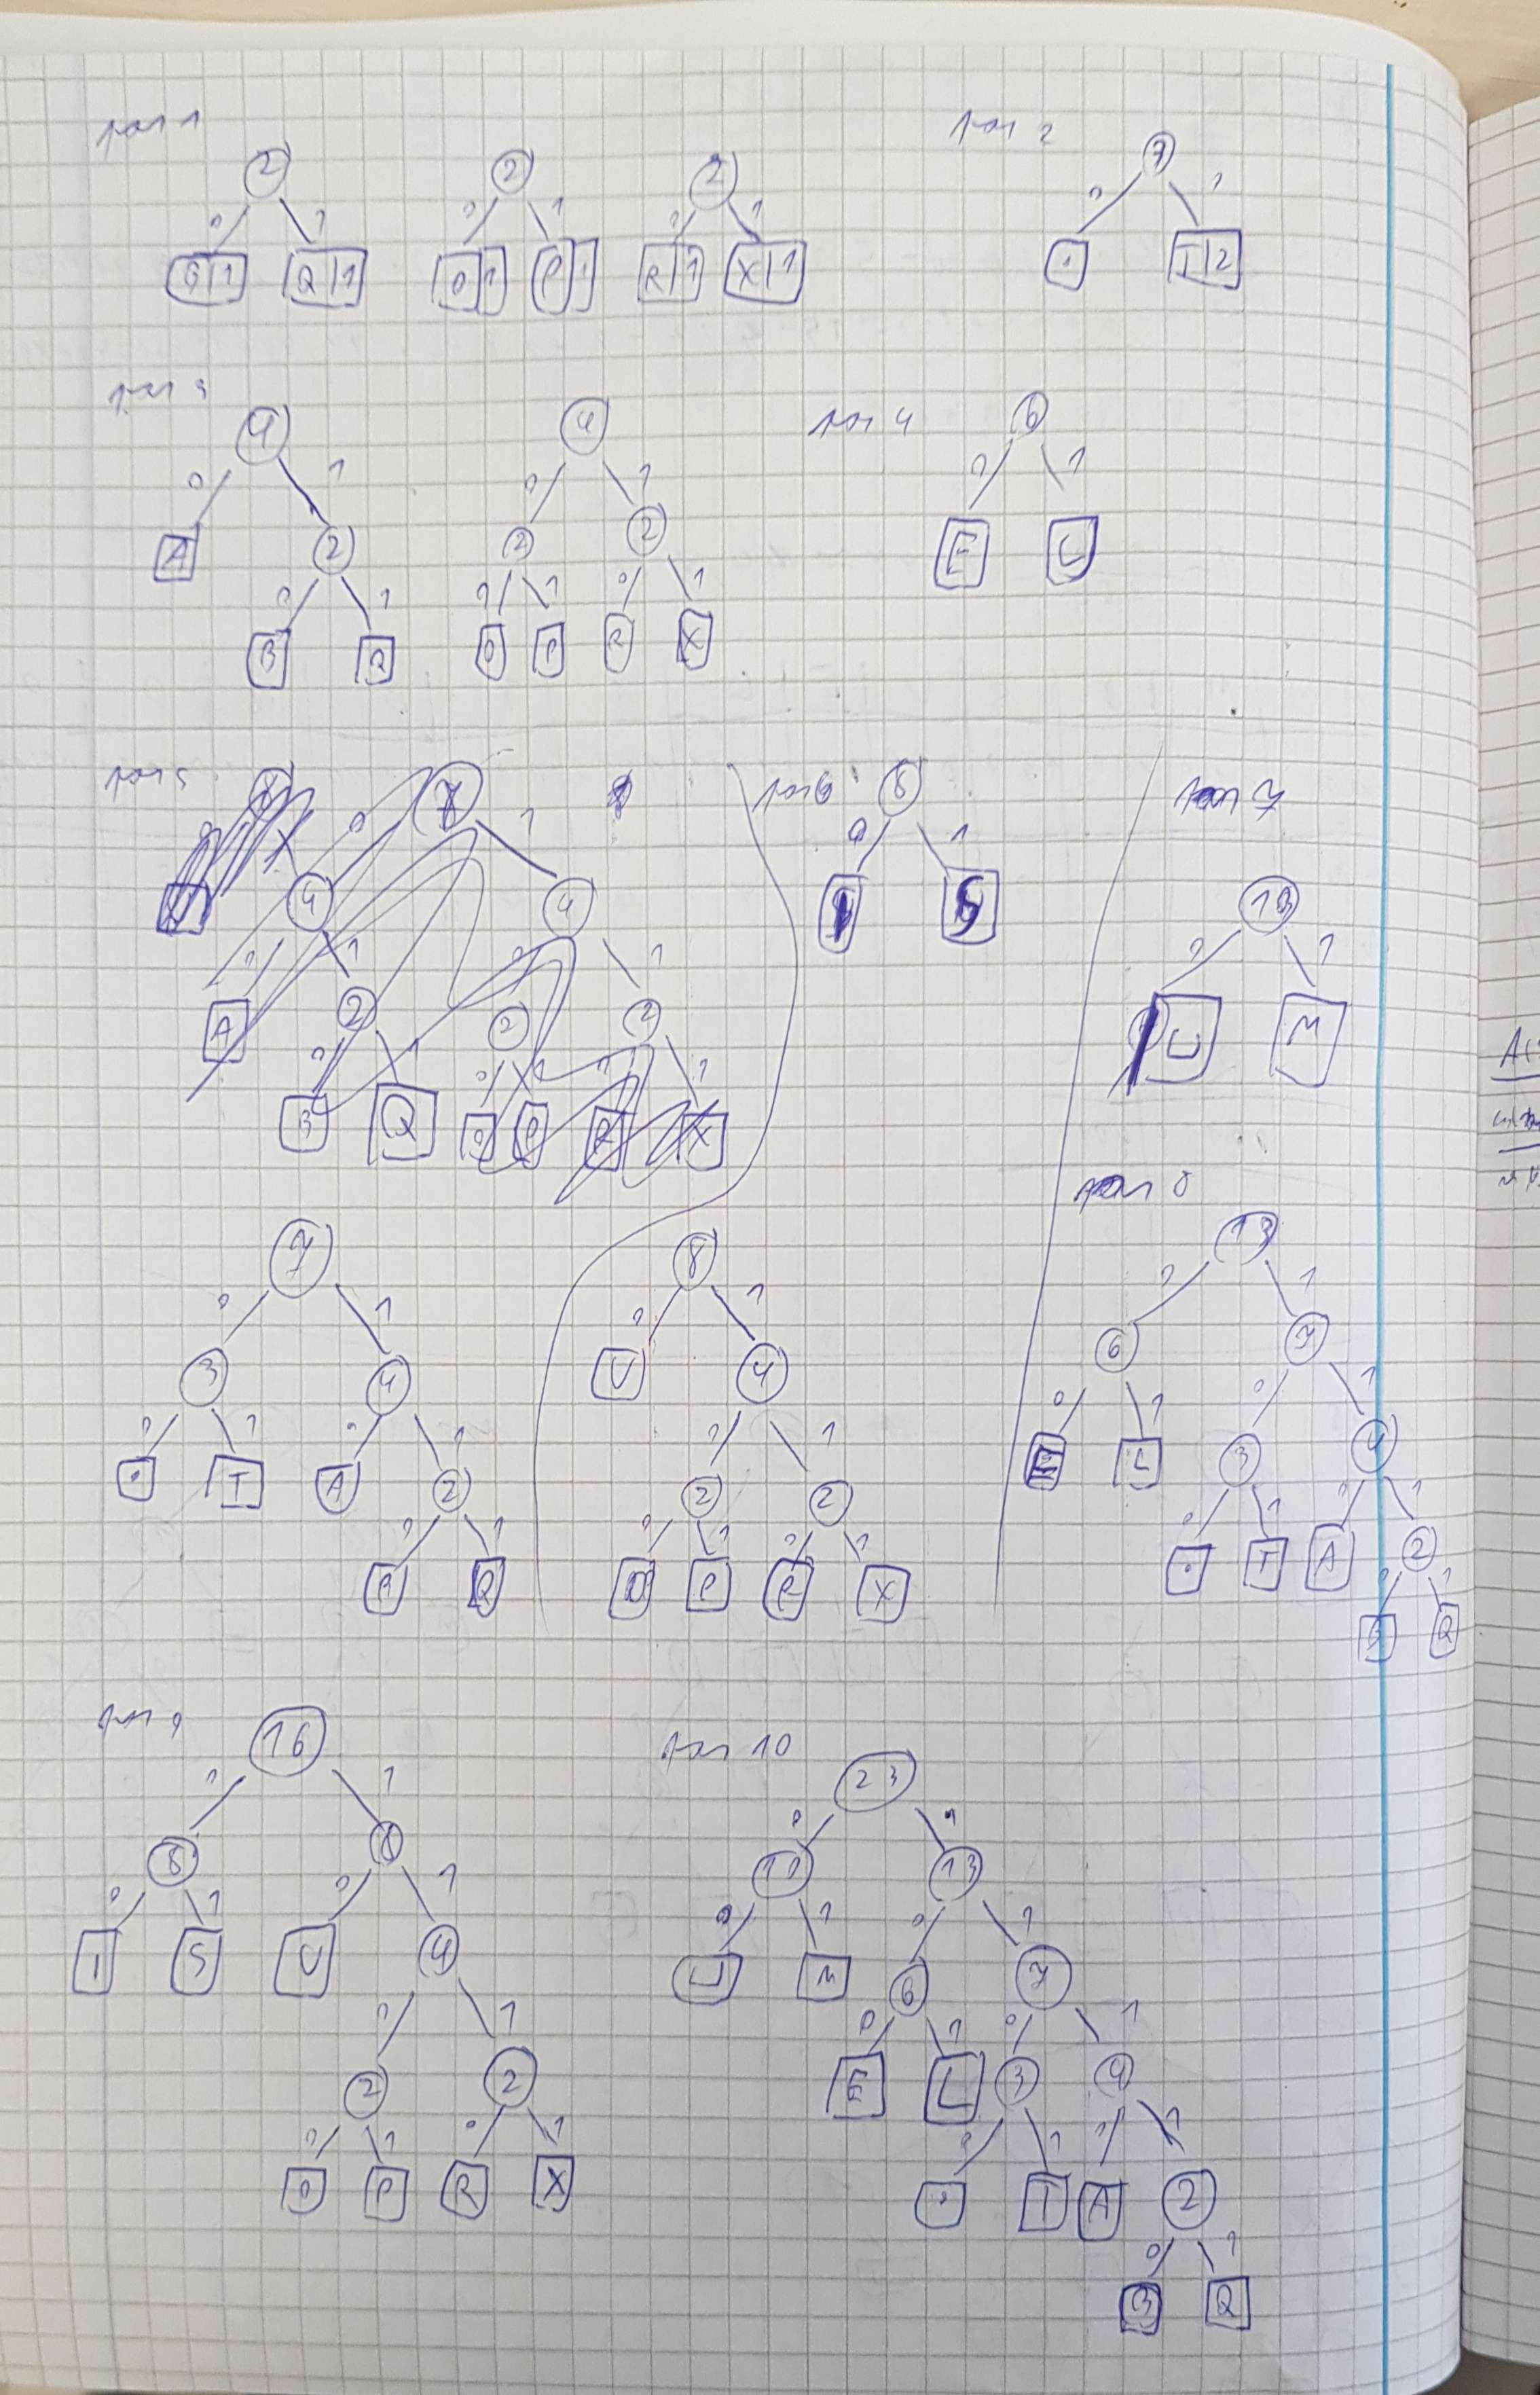 pas 1
2 2 2
0 1 0 1 0 1
B|1 Q|1 O|1 P|1 R|1 X|1
pas 2
7
0 1
. T|2
pas 3
4 4
0 1 0 1
A 2 2 2
0 1 0 1 0 1
B Q O P R X
pas 4
6
0 1
E L
pas 5
0 1
4 4
0 1 0 1
A 2 2 2
0 1 0 1 0 1
B Q O P R X
7
0 1
3 4
0 1 0 1
. T A 2
0 1
B Q
pas 6
8
0 1
I S
8
0 1
U 4
0 1
2 2
0 1 0 1
O P R X
pas 7
10
0 1
␣ M
pas 8
13
0 1
6 7
0 1 0 1
E L 3 4
0 1 0 1
. T A 2
0 1
B Q
pas 9
16
0 1
8 8
0 1 0 1
I S U 4
0 1
2 2
0 1 0 1
O P R X
pas 10
23
0 1
13
0 1 0 1
␣ M 6 7
0 1 0 1
E L 3 4
0 1 0 1
. T A 2
0 1
B Q